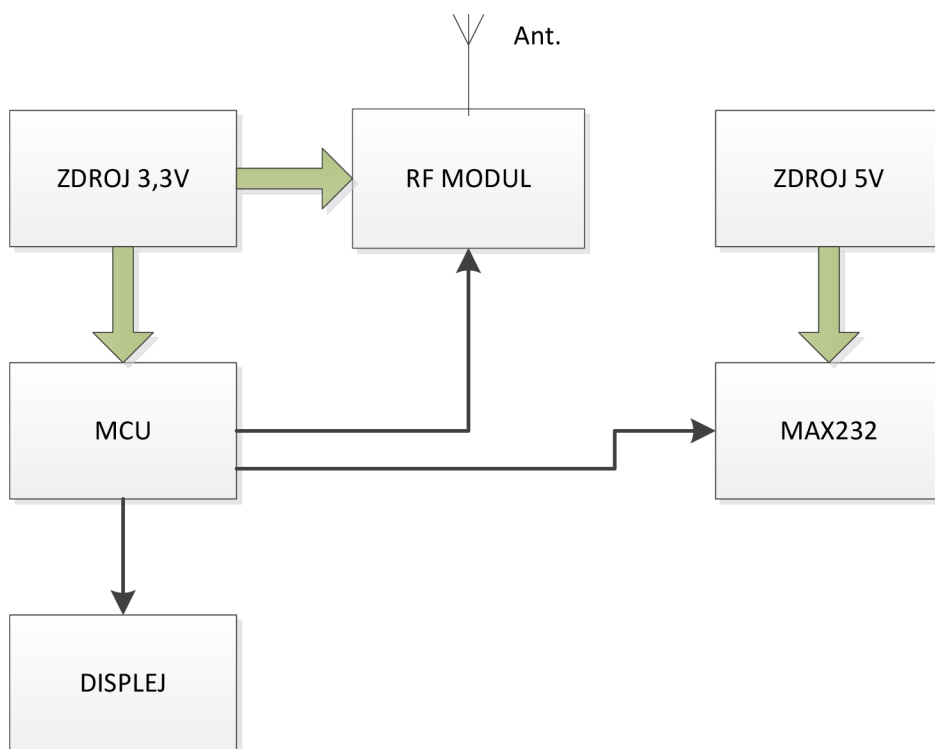 Ant.
ZDROJ 3,3V
RF MODUL
ZDROJ 5V
MCU
MAX232
DISPLEJ